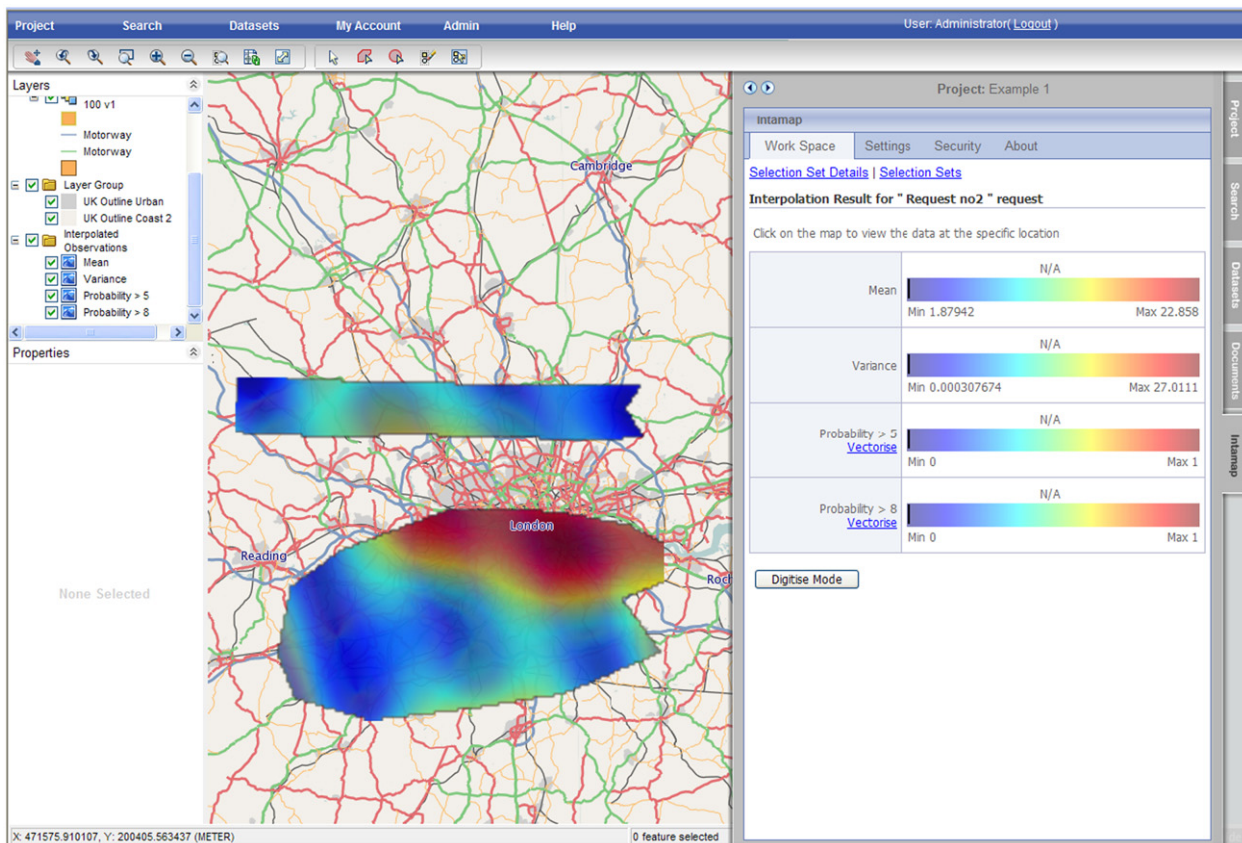 Project Search Datasets My Account Admin Help User: Administrator( Logout )
Layers
100 v1
Motorway
Motorway
Layer Group
UK Outline Urban
UK Outline Coast 2
Interpolated
Observations
Mean
Variance
Probability > 5
Probability > 8
Properties
None Selected
Cambridge
London
Reading
Roch
X: 471575.910107, Y: 200405.563437 (METER) 0 feature selected
Project: Example 1
Intamap
Work Space Settings Security About
Selection Set Details | Selection Sets
Interpolation Result for " Request no2 " request
Click on the map to view the data at the specific location
N/A
Mean
Min 1.87942 Max 22.858
N/A
Variance
Min 0.000307674 Max 27.0111
N/A
Probability > 5
Vectorise
Min 0 Max 1
N/A
Probability > 8
Vectorise
Min 0 Max 1
Digitise Mode
Project
Search
Datasets
Documents
Intamap